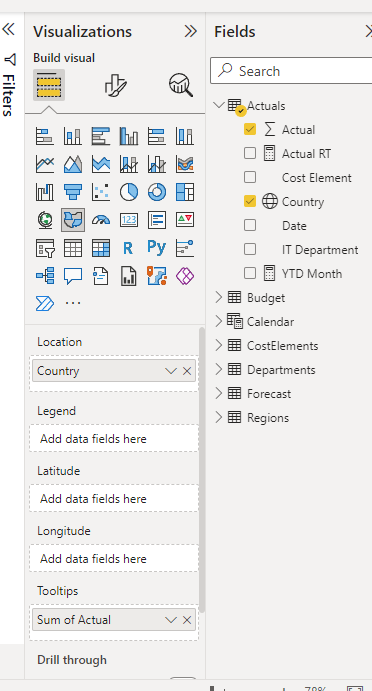 Visualizations
Build visual
Filters
123
R
Py
Location
Country
Legend
Add data fields here
Latitude
Add data fields here
Longitude
Add data fields here
Tooltips
Sum of Actual
Drill through
Fields
Search
Actuals
Actual
Actual RT
Cost Element
Country
Date
IT Department
YTD Month
Budget
Calendar
CostElements
Departments
Forecast
Regions
78%